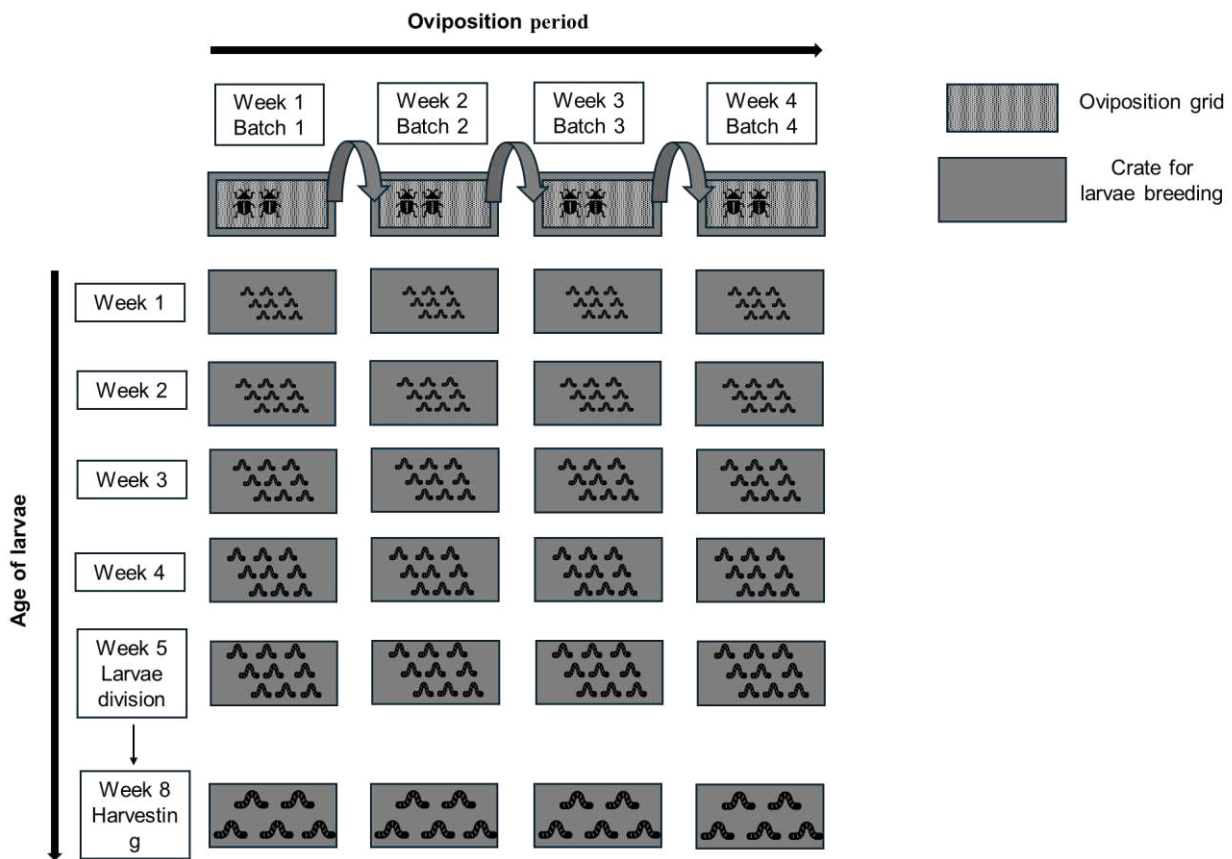 Oviposition period
Week 1
Batch 1
Week 2
Batch 2
Week 3
Batch 3
Week 4
Batch 4
Oviposition grid
Crate for
larvae breeding
Age of larvae
Week 1
Week 2
Week 3
Week 4
Week 5
Larvae
division
Week 8
Harvestin
g